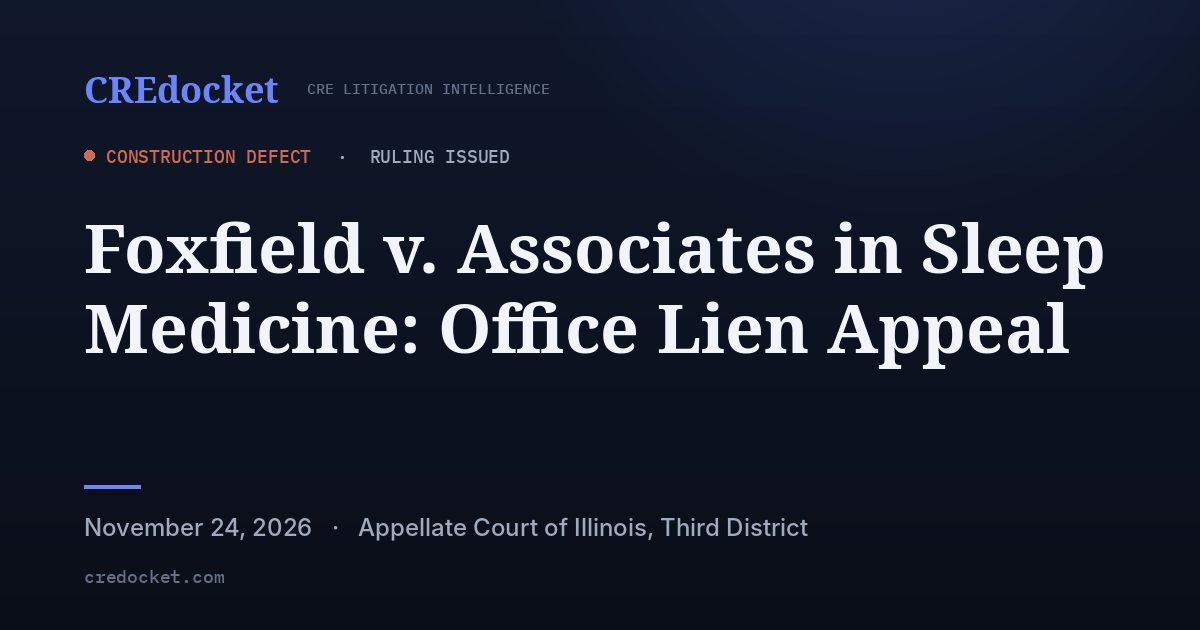 CREdocket CRE LITIGATION INTELLIGENCE
CONSTRUCTION DEFECT · RULING ISSUED
Foxfield v. Associates in Sleep
Medicine: Office Lien Appeal
November 24, 2026 · Appellate Court of Illinois, Third District
credocket.com